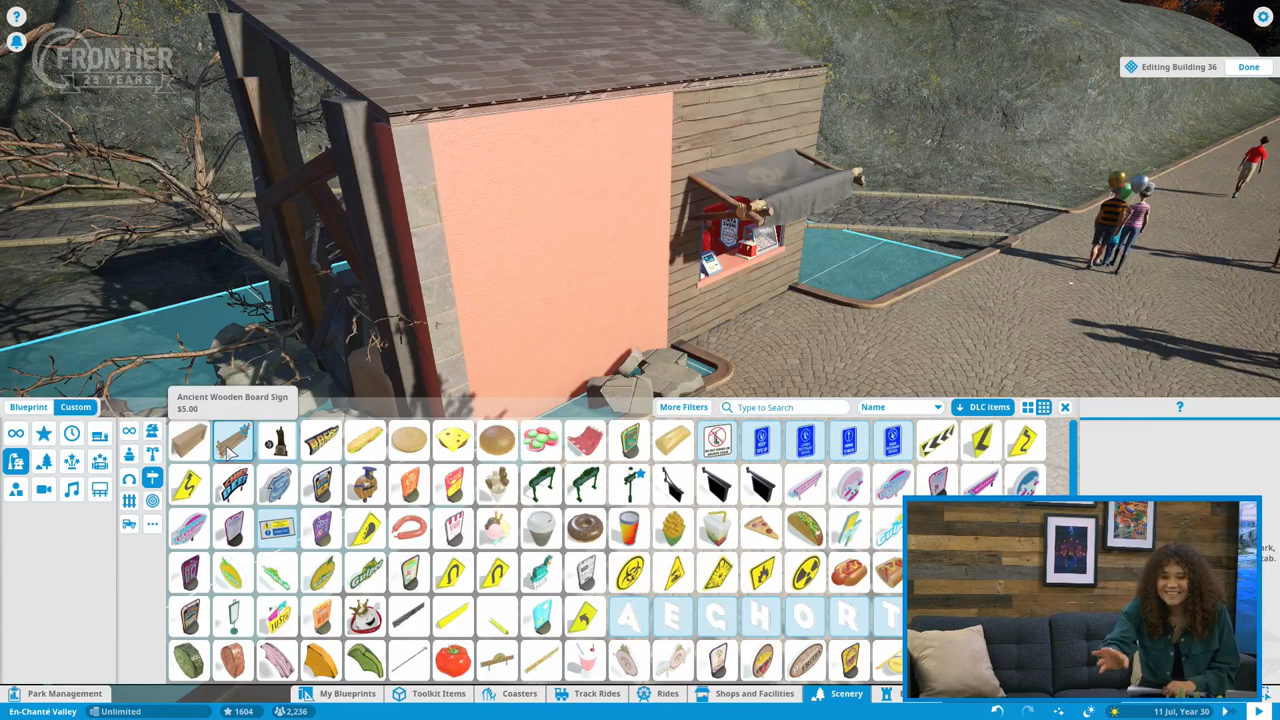 FRONTIER
25 YEARS
Editing Building 36
Done
Ancient Wooden Board Sign
$5.00
Blueprint
Custom
More Filters
Type to Search
Name
DLC items
A E G H O R T
Park Management
My Blueprints
Toolkit Items
Coasters
Track Rides
Rides
Shops and Facilities
Scenery
En-Chanté Valley
Unlimited
1604
2,236
11 Jul, Year 30